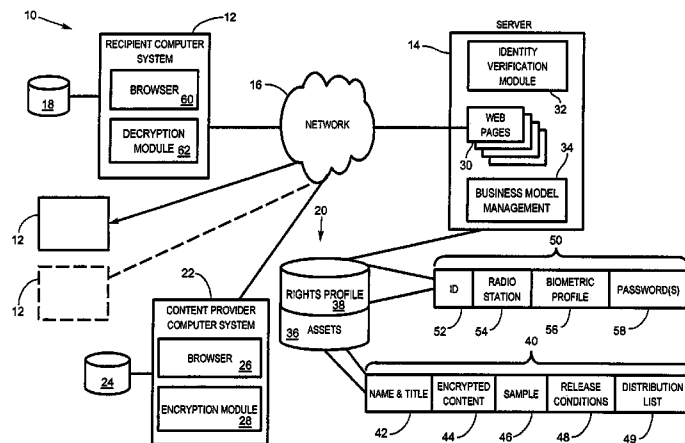 10
12
RECIPIENT COMPUTER
SYSTEM
BROWSER
60
DECRYPTION
MODULE
62
18
16
NETWORK
SERVER
14
IDENTITY
VERIFICATION
MODULE
32
WEB
PAGES
30
34
BUSINESS MODEL
MANAGEMENT
12
12
20
22
CONTENT PROVIDER
COMPUTER SYSTEM
BROWSER
26
ENCRYPTION MODULE
28
24
RIGHTS PROFILE
38
36
ASSETS
50
ID
RADIO
STATION
BIOMETRIC
PROFILE
PASSWORD(S)
52
54
56
58
40
NAME & TITLE
ENCRYPTED
CONTENT
SAMPLE
RELEASE
CONDITIONS
DISTRIBUTION
LIST
42
44
46
48
49